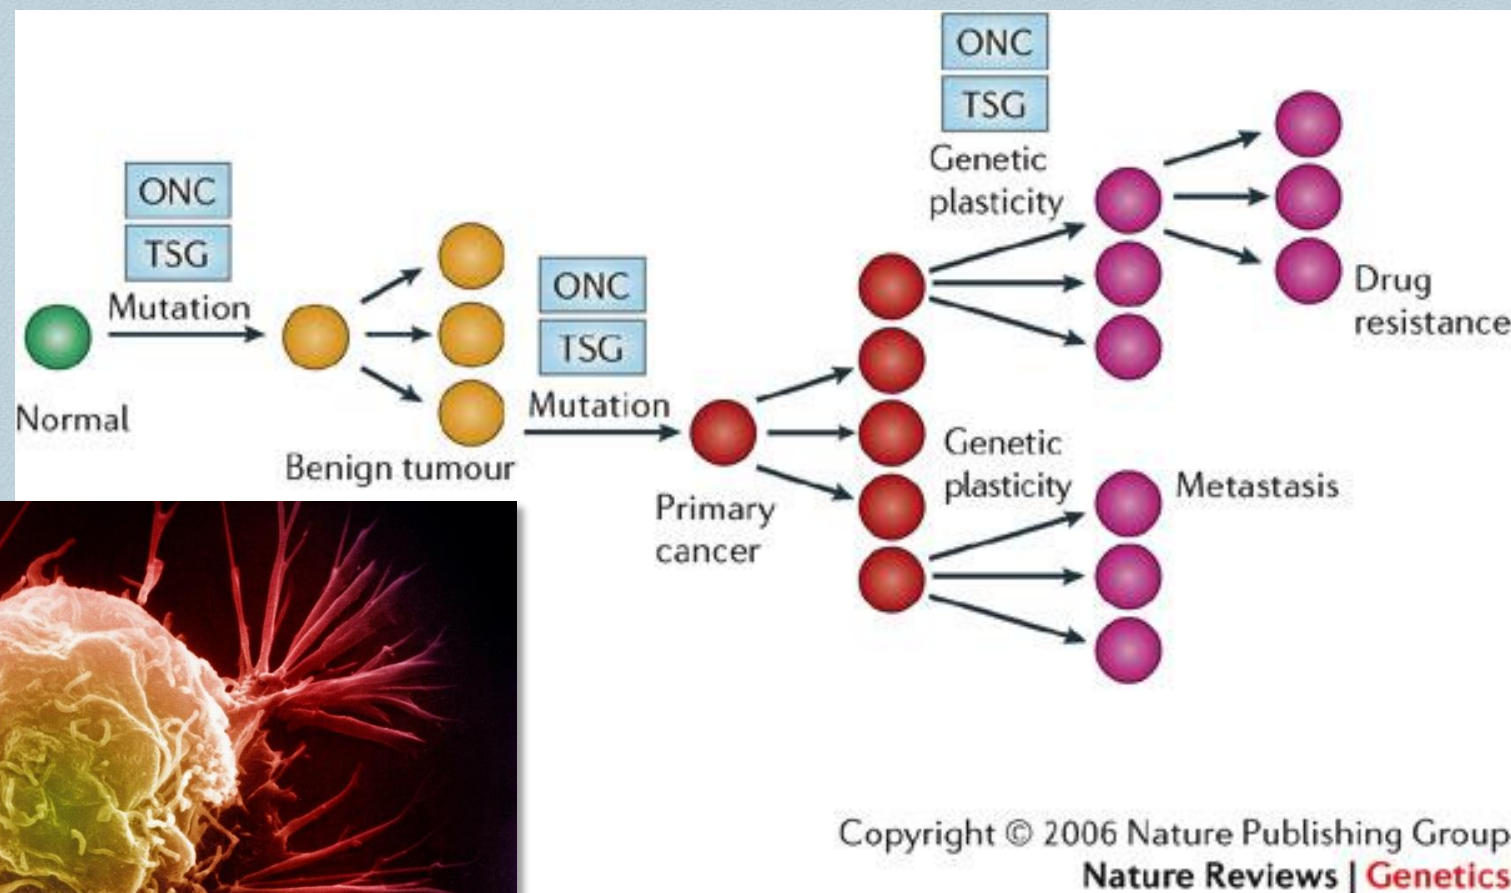 ONC
TSG
Mutation
Normal
Benign tumour
ONC
TSG
Mutation
Primary
cancer
ONC
TSG
Genetic
plasticity
Drug
resistance
Genetic
plasticity
Metastasis
Copyright © 2006 Nature Publishing Group
Nature Reviews | Genetics